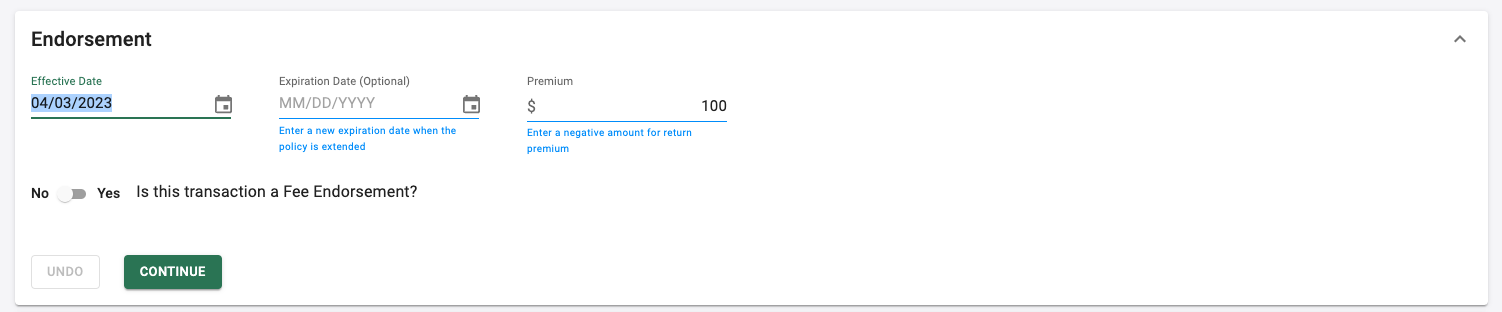 Endorsement
Effective Date
Expiration Date (Optional)
Premium
04/03/2023
MM/DD/YYYY
$ 100
Enter a new expiration date when the
policy is extended
Enter a negative amount for return
premium
No Yes Is this transaction a Fee Endorsement?
UNDO CONTINUE